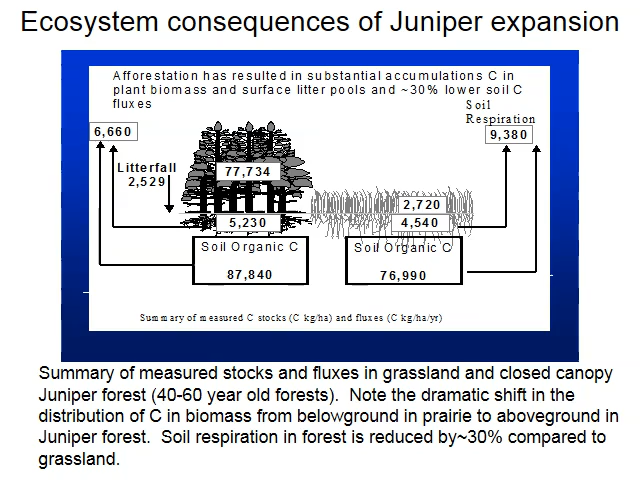 Ecosystem consequences of Juniper expansion
Afforestation has resulted in substantial accumulations C in
plant biomass and surface litter pools and ~30% lower soil C
fluxes
Soil
Respiration
6,660
9,380
Litterfall
2,529
77,734
2,720
5,230
4,540
Soil Organic C
87,840
Soil Organic C
76,990
Summary of measured C stocks (C kg/ha) and fluxes (C kg/ha/yr)
Summary of measured stocks and fluxes in grassland and closed canopy
Juniper forest (40-60 year old forests).  Note the dramatic shift in the
distribution of C in biomass from belowground in prairie to aboveground in
Juniper forest.  Soil respiration in forest is reduced by~30% compared to
grassland.